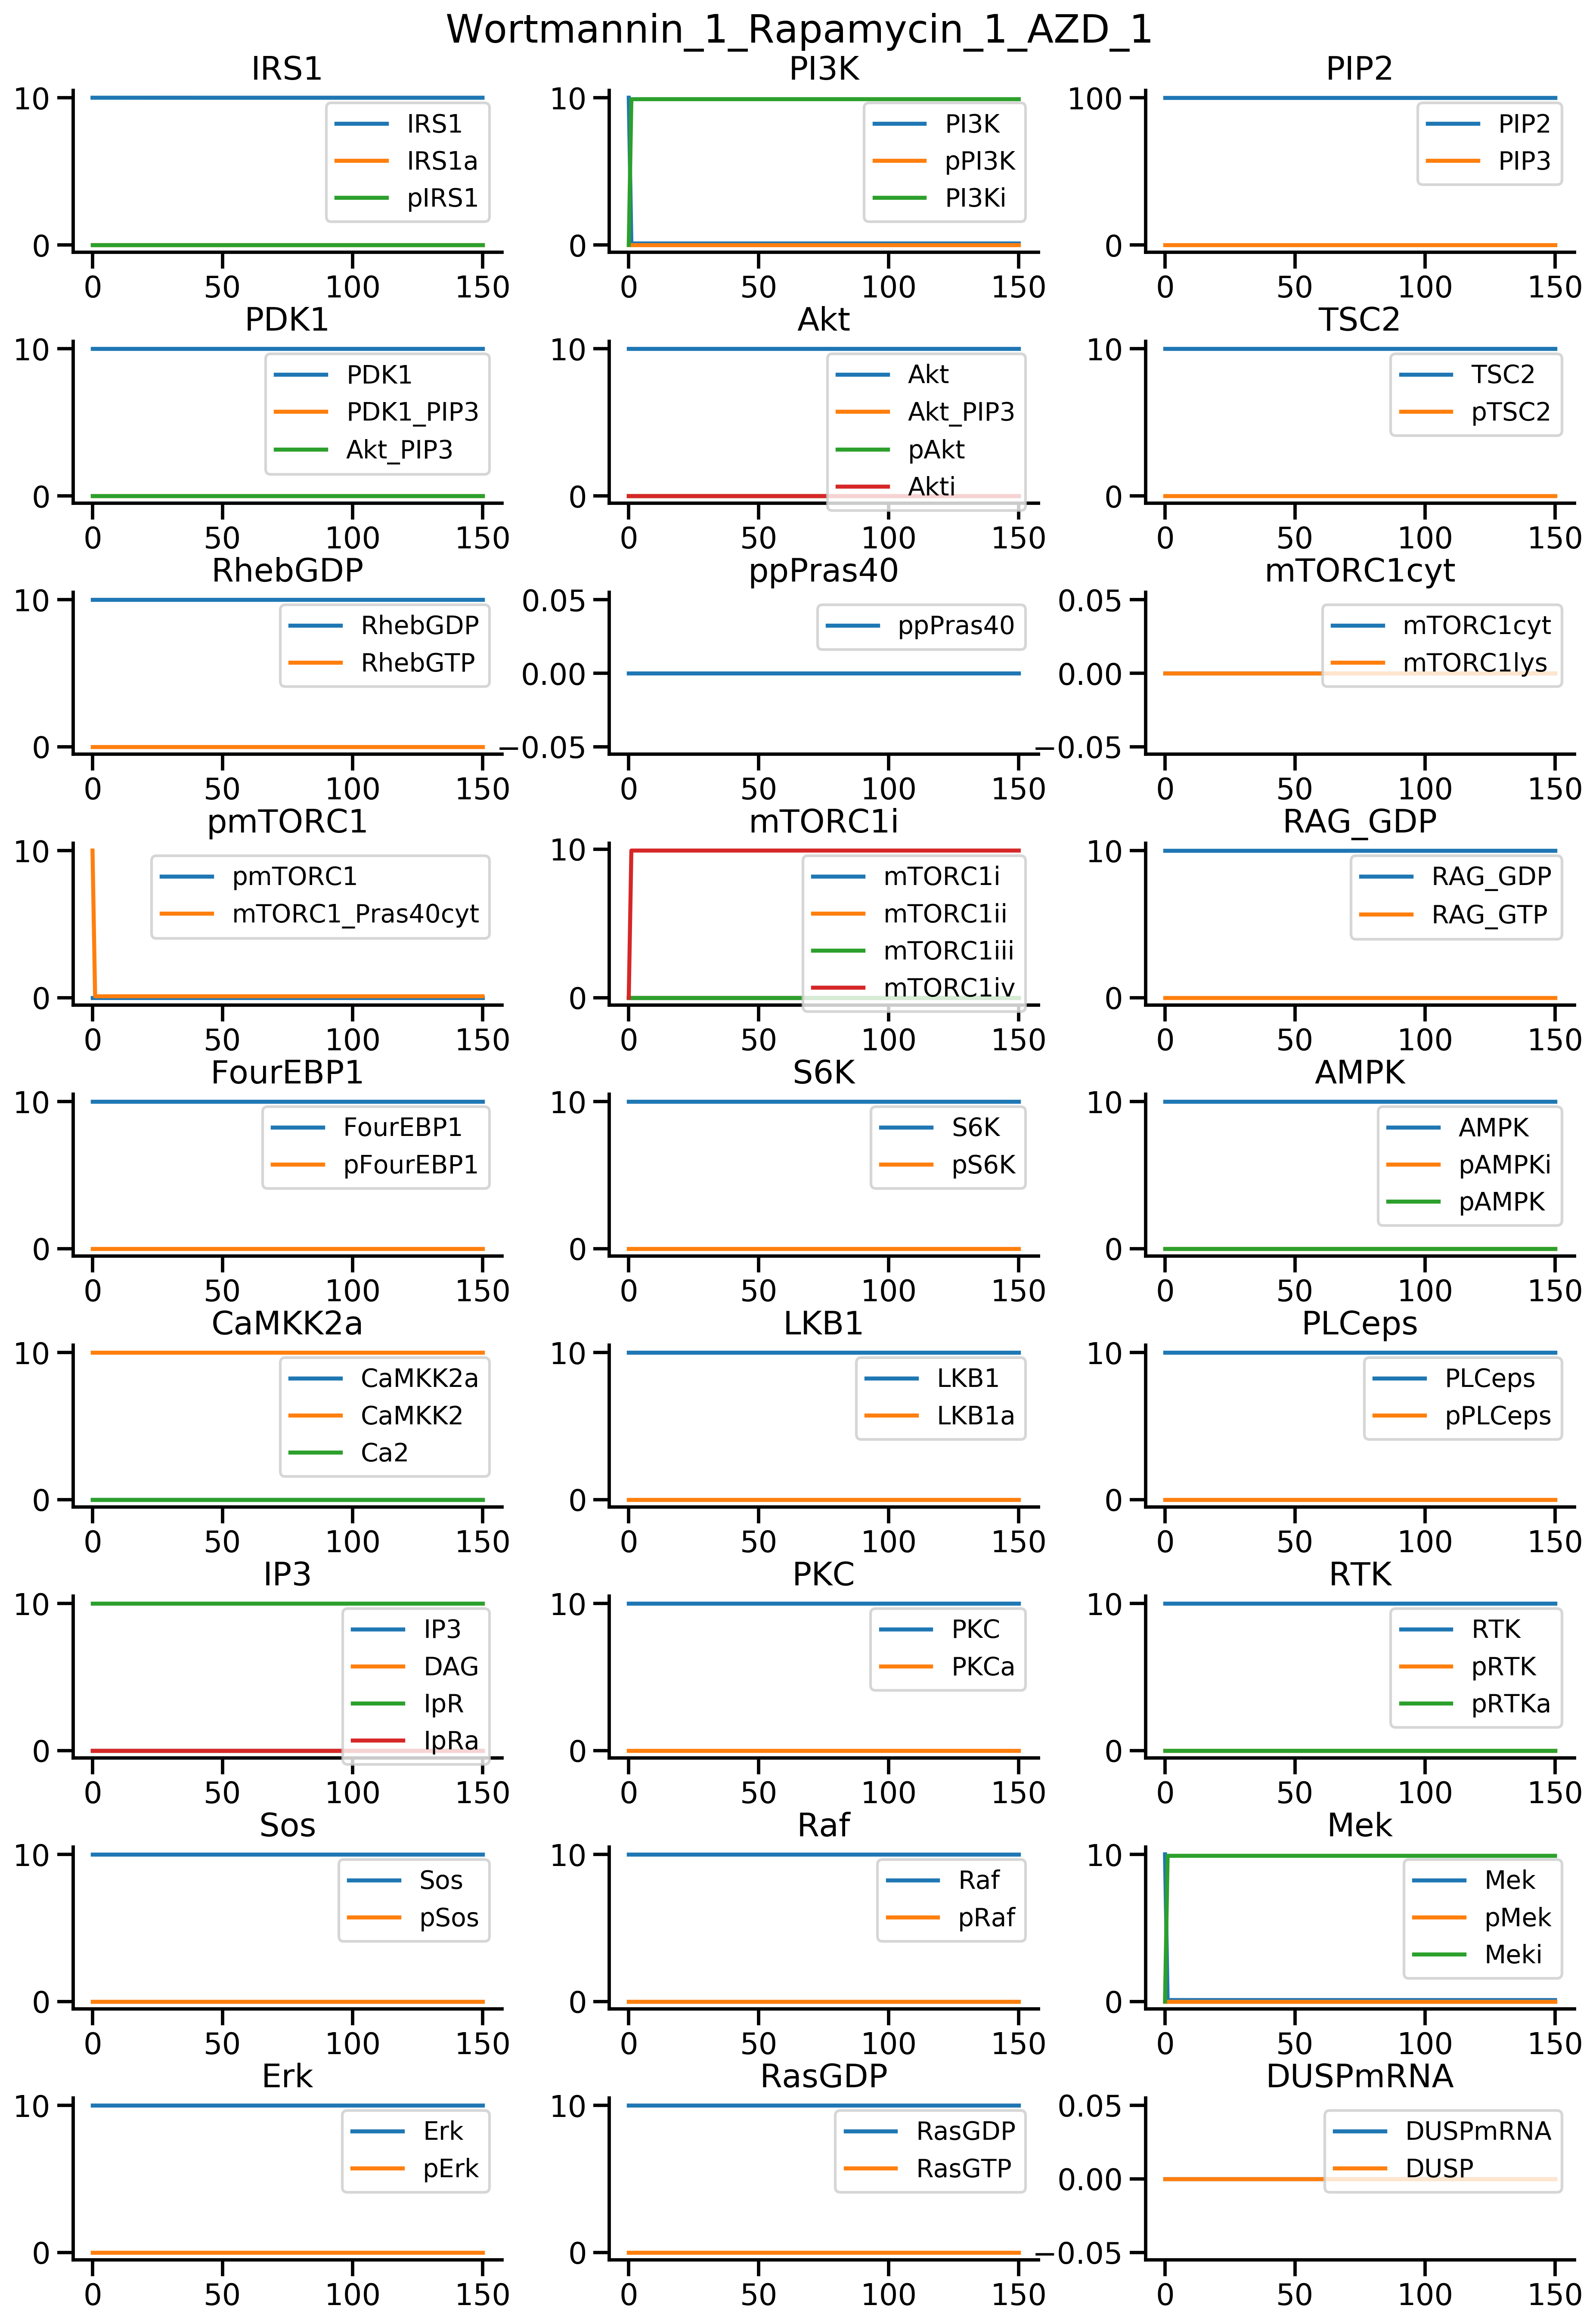 Wortmannin_1_Rapamycin_1_AZD_1
IRS1
10
0
0 50 100 150
IRS1
IRS1a
pIRS1
PI3K
10
0
0 50 100 150
PI3K
pPI3K
PI3Ki
PIP2
100
0
0 50 100 150
PIP2
PIP3
PDK1
10
0
0 50 100 150
PDK1
PDK1_PIP3
Akt_PIP3
Akt
10
0
0 50 100 150
Akt
Akt_PIP3
pAkt
Akti
TSC2
10
0
0 50 100 150
TSC2
pTSC2
RhebGDP
10
0
0 50 100 150
RhebGDP
RhebGTP
ppPras40
0.05
0.00
−0.05
0 50 100 150
ppPras40
mTORC1cyt
0.05
0.00
−0.05
0 50 100 150
mTORC1cyt
mTORC1lys
pmTORC1
10
0
0 50 100 150
pmTORC1
mTORC1_Pras40cyt
mTORC1i
10
0
0 50 100 150
mTORC1i
mTORC1ii
mTORC1iii
mTORC1iv
RAG_GDP
10
0
0 50 100 150
RAG_GDP
RAG_GTP
FourEBP1
10
0
0 50 100 150
FourEBP1
pFourEBP1
S6K
10
0
0 50 100 150
S6K
pS6K
AMPK
10
0
0 50 100 150
AMPK
pAMPKi
pAMPK
CaMKK2a
10
0
0 50 100 150
CaMKK2a
CaMKK2
Ca2
LKB1
10
0
0 50 100 150
LKB1
LKB1a
PLCeps
10
0
0 50 100 150
PLCeps
pPLCeps
IP3
10
0
0 50 100 150
IP3
DAG
IpR
IpRa
PKC
10
0
0 50 100 150
PKC
PKCa
RTK
10
0
0 50 100 150
RTK
pRTK
pRTKa
Sos
10
0
0 50 100 150
Sos
pSos
Raf
10
0
0 50 100 150
Raf
pRaf
Mek
10
0
0 50 100 150
Mek
pMek
Meki
Erk
10
0
0 50 100 150
Erk
pErk
RasGDP
10
0
0 50 100 150
RasGDP
RasGTP
DUSPmRNA
0.05
0.00
−0.05
0 50 100 150
DUSPmRNA
DUSP